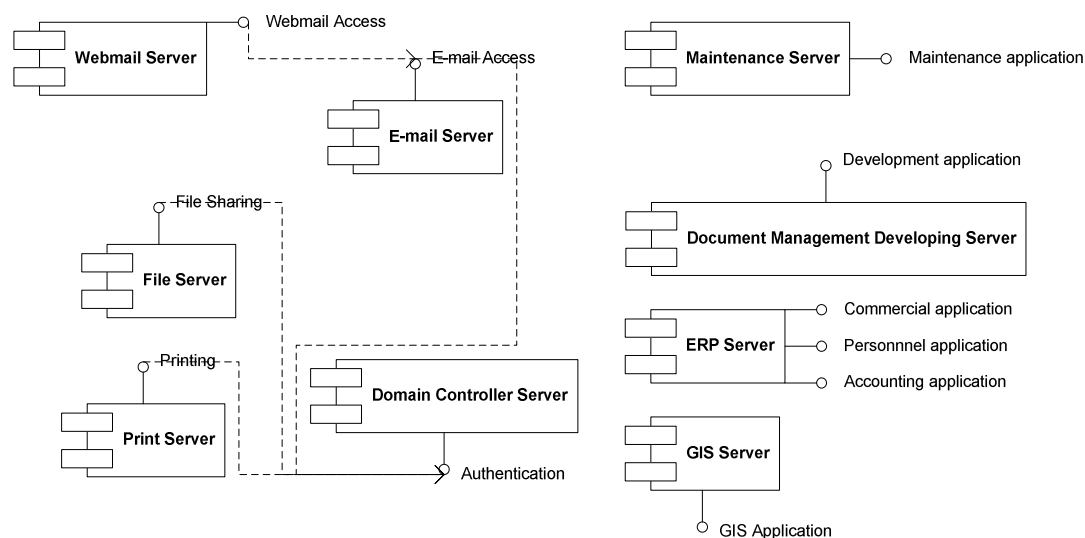 Webmail Access
Webmail Server
E-mail Access
E-mail Server
File Sharing
File Server
Printing
Print Server
Domain Controller Server
Authentication
Maintenance Server
Maintenance application
Development application
Document Management Developing Server
Commercial application
ERP Server
Personnnel application
Accounting application
GIS Server
GIS Application